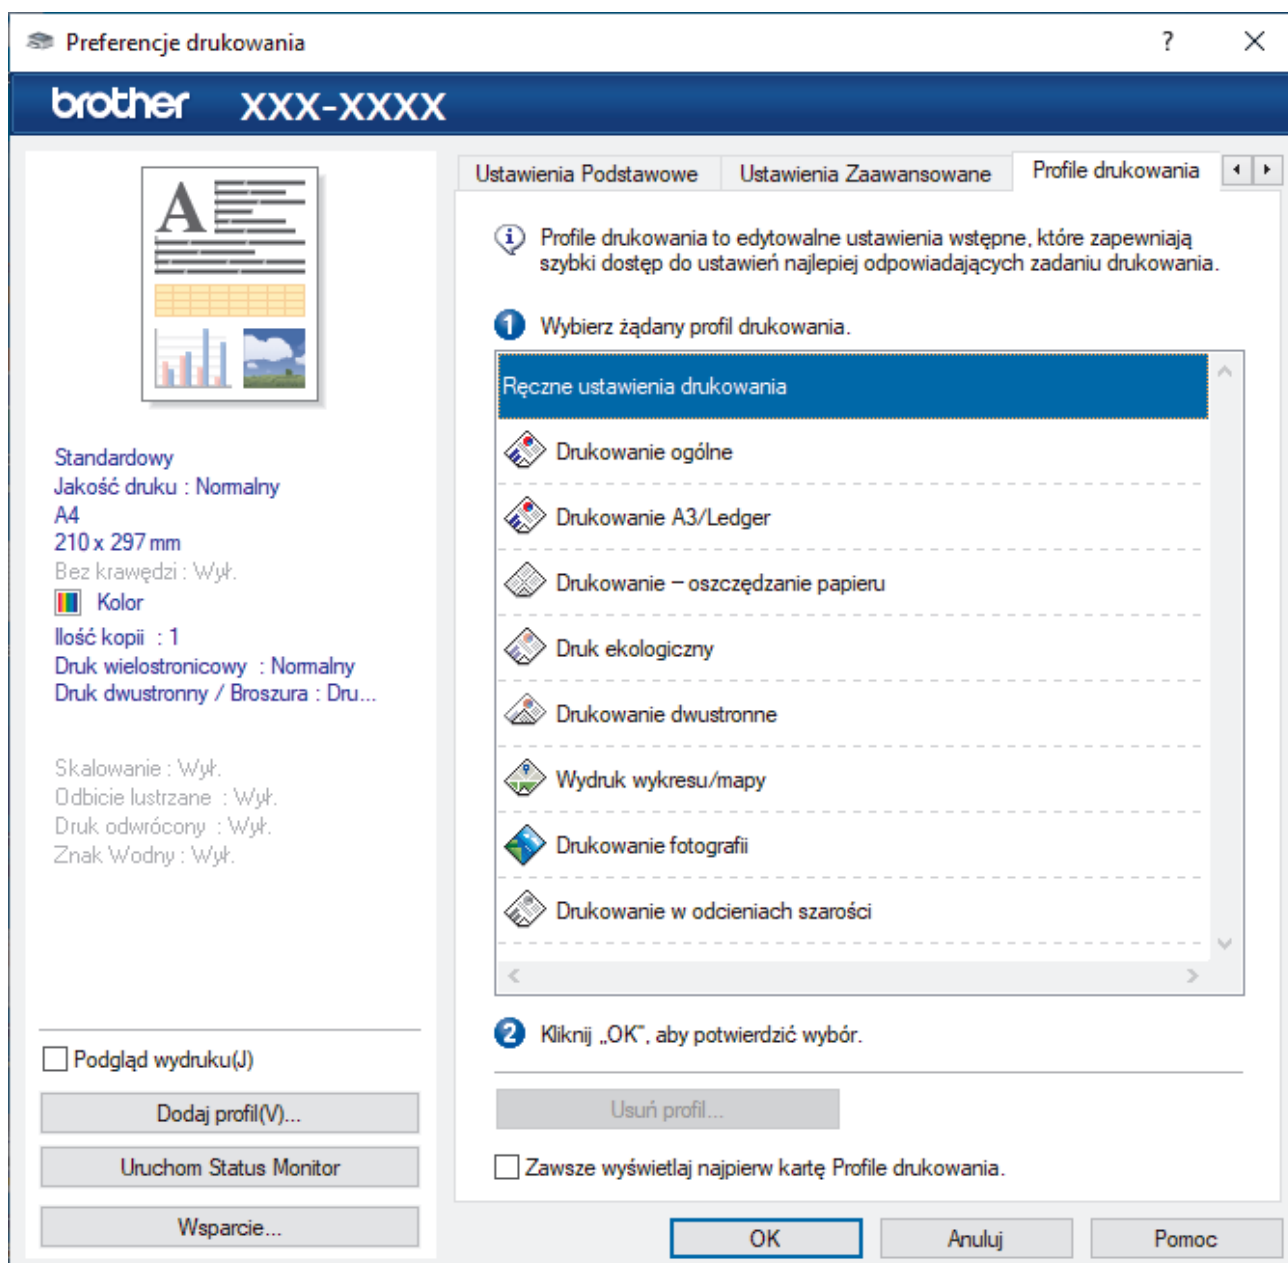 Preferencje drukowania
?
brother XXX-XXXX
A
Standardowy
Jakość druku : Normalny
A4
210 x 297 mm
Bez krawędzi : Wył.
Kolor
Ilość kopii : 1
Druk wielostronicowy : Normalny
Druk dwustronny / Broszura : Dru...
Skalowanie : Wył.
Odbicie lustrzane : Wył.
Druk odwrócony : Wył.
Znak Wodny : Wył.
Podgląd wydruku(J)
Dodaj profil(V)...
Uruchom Status Monitor
Wsparcie...
Ustawienia Podstawowe
Ustawienia Zaawansowane
Profile drukowania
Profile drukowania to edytowalne ustawienia wstępne, które zapewniają
szybki dostęp do ustawień najlepiej odpowiadających zadaniu drukowania.
1 Wybierz żądany profil drukowania.
Ręczne ustawienia drukowania
Drukowanie ogólne
Drukowanie A3/Ledger
Drukowanie – oszczędzanie papieru
Druk ekologiczny
Drukowanie dwustronne
Wydruk wykresu/mapy
Drukowanie fotografii
Drukowanie w odcieniach szarości
2 Kliknij „OK”, aby potwierdzić wybór.
Usuń profil...
Zawsze wyświetlaj najpierw kartę Profile drukowania.
OK
Anuluj
Pomoc